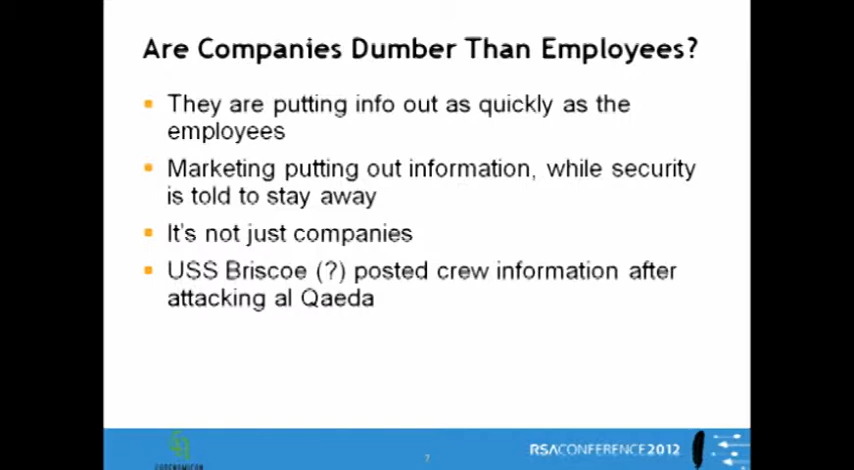 Are Companies Dumber Than Employees?
They are putting info out as quickly as the
employees
Marketing putting out information, while security
is told to stay away
It's not just companies
USS Briscoe (?) posted crew information after
attacking al Qaeda
7
RSACONFERENCE2012